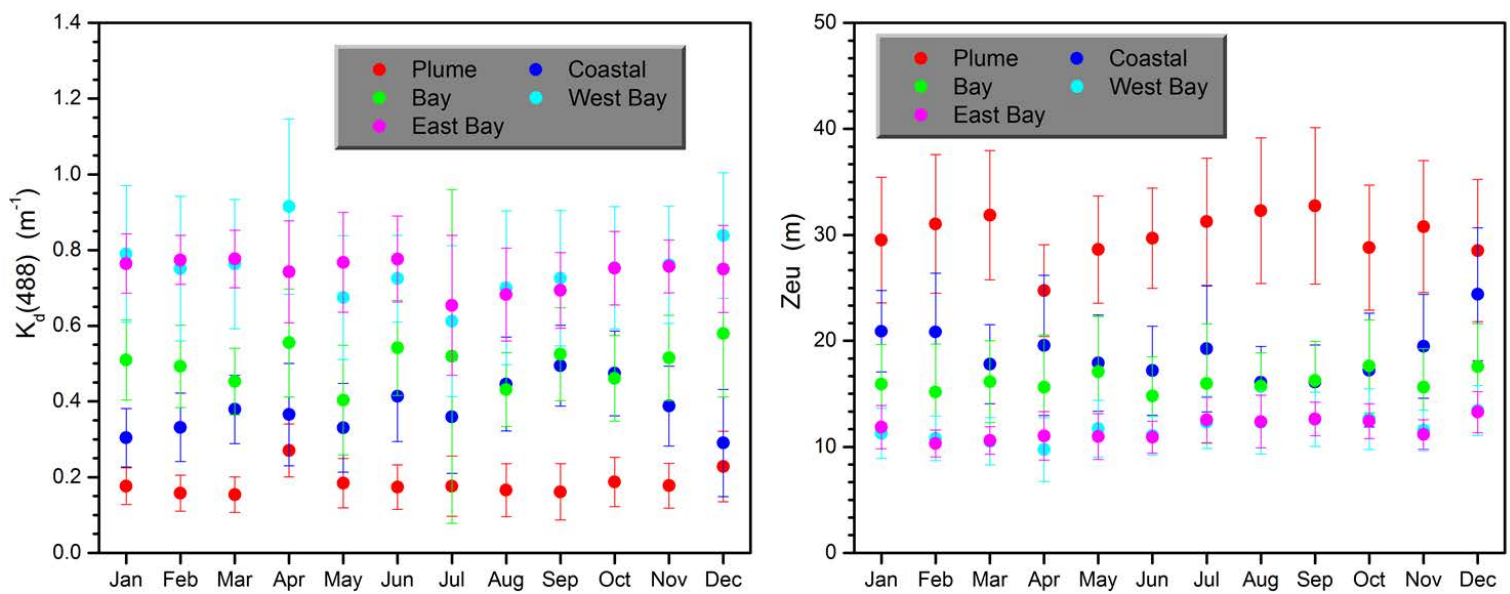 1.4
1.2
1.0
0.8
0.6
0.4
0.2
0.0
K_d(488) (m⁻¹)
Plume Coastal
Bay West Bay
East Bay
Jan Feb Mar Apr May Jun Jul Aug Sep Oct Nov Dec
50
40
30
20
10
0
Zeu (m)
Plume Coastal
Bay West Bay
East Bay
Jan Feb Mar Apr May Jun Jul Aug Sep Oct Nov Dec